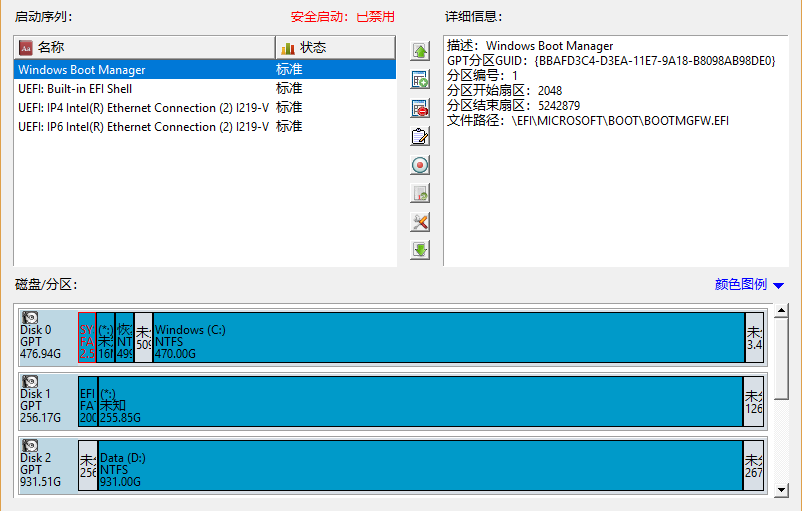 启动序列：
安全启动：已禁用
详细信息：
名称 状态
Windows Boot Manager 标准
UEFI: Built-in EFI Shell 标准
UEFI: IP4 Intel(R) Ethernet Connection (2) I219-V 标准
UEFI: IP6 Intel(R) Ethernet Connection (2) I219-V 标准
描述：Windows Boot Manager
GPT分区GUID：{BBAFD3C4-D3EA-11E7-9A18-B8098AB98DE0}
分区编号：1
分区开始扇区：2048
分区结束扇区：5242879
文件路径：\EFI\MICROSOFT\BOOT\BOOTMGFW.EFI
磁盘/分区：
颜色图例
Disk 0
GPT
476.94G
SY
FA
2.5
(*:)
未
16
恢
NT
499
未
509
Windows (C:)
NTFS
470.00G
未
3.4
Disk 1
GPT
256.17G
EFI
FA
200
(*:)
未知
255.85G
未
126
Disk 2
GPT
931.51G
未
256
Data (D:)
NTFS
931.00G
未
267